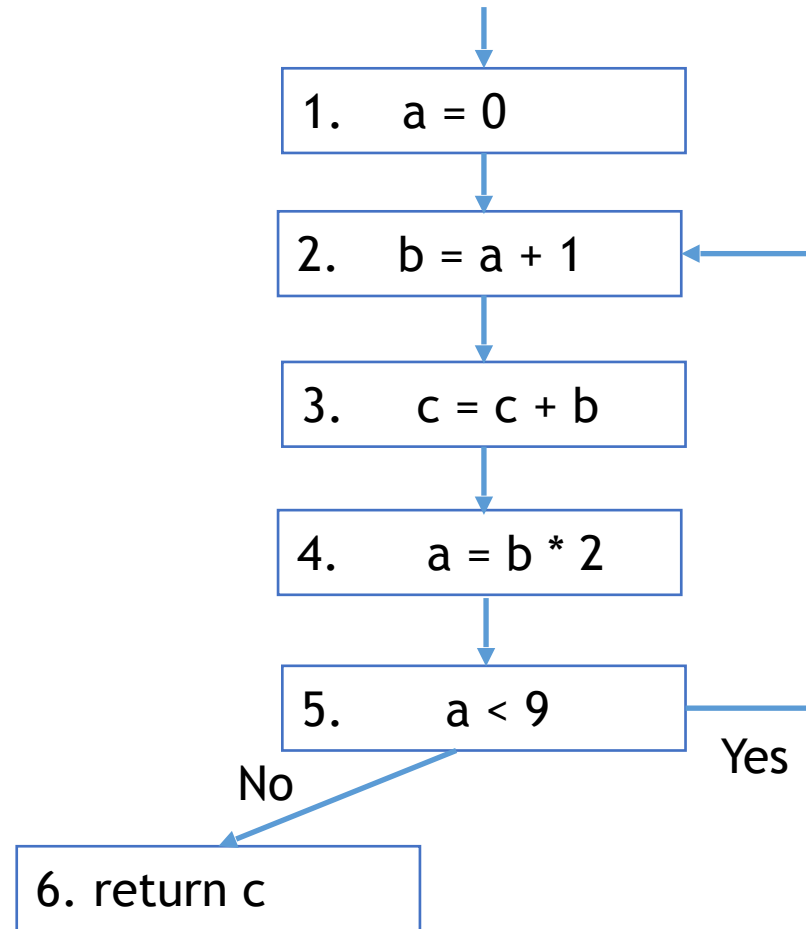 1. a = 0
2. b = a + 1
3. c = c + b
4. a = b * 2
5. a < 9
Yes
No
6. return c